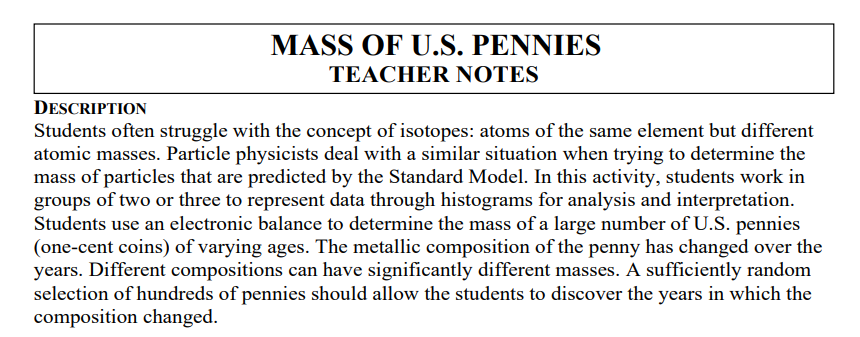 MASS OF U.S. PENNIES
TEACHER NOTES
DESCRIPTION
Students often struggle with the concept of isotopes: atoms of the same element but different
atomic masses. Particle physicists deal with a similar situation when trying to determine the
mass of particles that are predicted by the Standard Model. In this activity, students work in
groups of two or three to represent data through histograms for analysis and interpretation.
Students use an electronic balance to determine the mass of a large number of U.S. pennies
(one-cent coins) of varying ages. The metallic composition of the penny has changed over the
years. Different compositions can have significantly different masses. A sufficiently random
selection of hundreds of pennies should allow the students to discover the years in which the
composition changed.